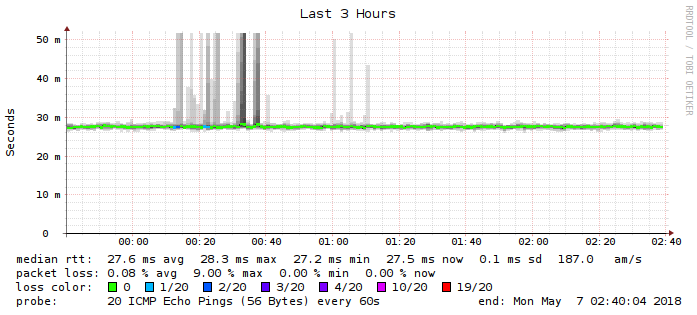 Last 3 Hours
RRDTOOL / TOBI OETIKER
Seconds
50 m
40 m
30 m
20 m
10 m
0
00:00 00:20 00:40 01:00 01:20 01:40 02:00 02:20 02:40
median rtt: 27.6 ms avg 28.3 ms max 27.2 ms min 27.5 ms now 0.1 ms sd 187.0 am/s
packet loss: 0.08 % avg 9.00 % max 0.00 % min 0.00 % now
loss color: 0 1/20 2/20 3/20 4/20 10/20 19/20
probe: 20 ICMP Echo Pings (56 Bytes) every 60s end: Mon May 7 02:40:04 2018